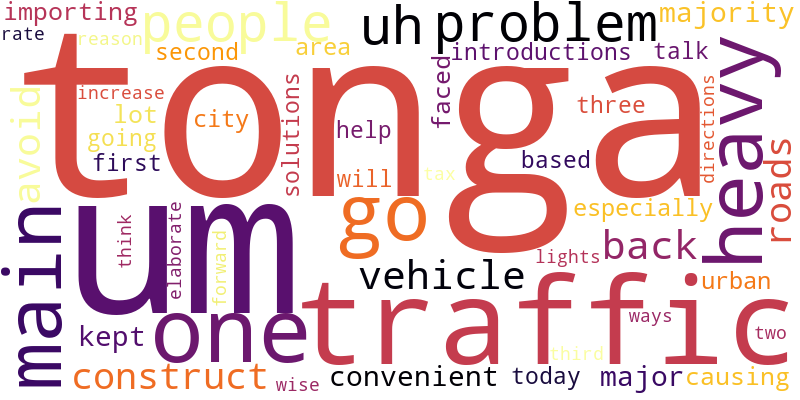 importing
people
uh
problem
majority
rate
reason
second
area
introductions
talk
tonga
heavy
avoid
increase
lot
going
first
city
solutions
help
faced
three
directions
roads
based
will
tax
main
um
think
elaborate
forward
go
especially
back
lights
vehicle
urban
kept
one
traffic
ways
two
third
construct
wise
convenient
today
major
causing